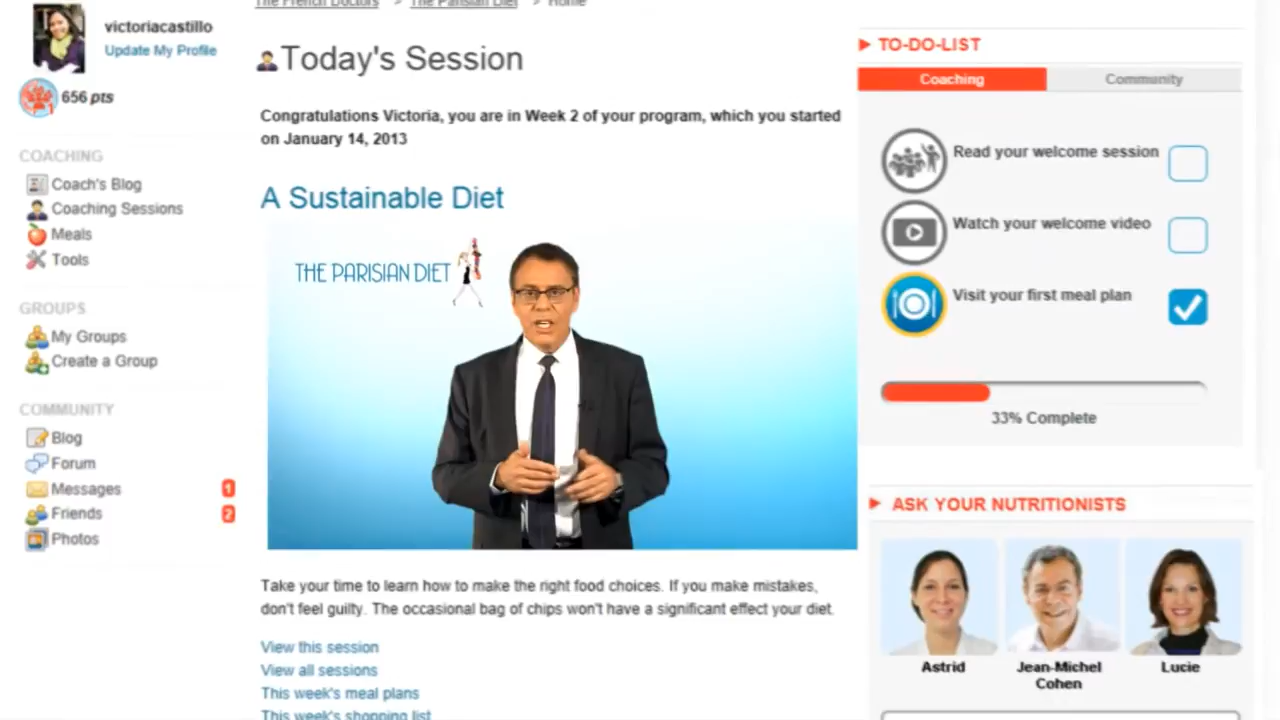 The French Doctors > The Parisian Diet > Home
victoriacastillo
Update My Profile
656 pts
1
COACHING
Coach's Blog
Coaching Sessions
Meals
Tools
GROUPS
My Groups
Create a Group
COMMUNITY
Blog
Forum
Messages 1
Friends 2
Photos
Today's Session
Congratulations Victoria, you are in Week 2 of your program, which you started
on January 14, 2013
A Sustainable Diet
THE PARISIAN DIET
Take your time to learn how to make the right food choices. If you make mistakes,
don't feel guilty. The occasional bag of chips won't have a significant effect your diet.
View this session
View all sessions
This week's meal plans
This week's shopping list
TO-DO-LIST
Coaching Community
Read your welcome session
Watch your welcome video
Visit your first meal plan
33% Complete
ASK YOUR NUTRITIONISTS
Astrid
Jean-Michel
Cohen
Lucie